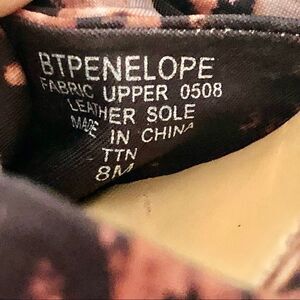 BTPENELOPE
FABRIC UPPER 0508
LEATHER SOLE
MADE IN CHINA
TTN
8M